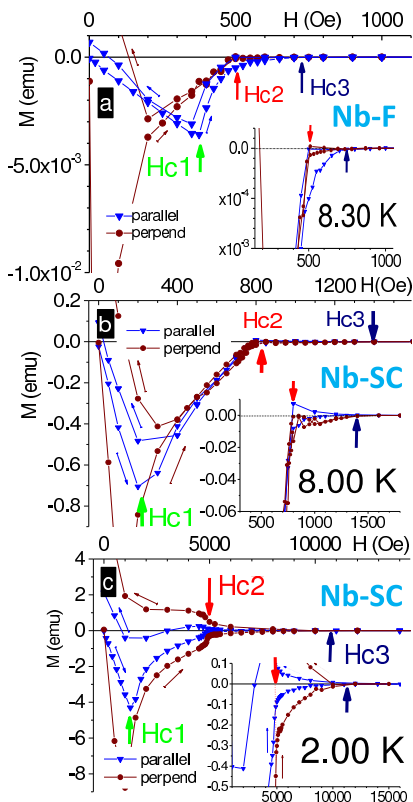 0 500 1000
H (Oe)
0.0
-5.0x10⁻³
-1.0x10⁻²
M (emu)
a
Hc1
Hc2
Hc3
Nb-F
parallel
perpend
0.0
x10⁻⁴
x10⁻³
500 1000
8.30 K
0 400 800 1200 H(Oe)
0.2
0.0
-0.2
-0.4
-0.6
-0.8
M (emu)
b
parallel
perpend
Hc2
Hc3
Nb-SC
Hc1
0.00
-0.02
-0.04
-0.06
500 1000 1500
8.00 K
0 5000 10000 H (Oe)
4
2
0
-2
-4
-6
-8
M (emu)
c
Hc2
Nb-SC
Hc3
Hc1
parallel
perpend
0.1
0.0
-0.1
-0.2
-0.3
-0.4
-0.5
5000 10000 15000
2.00 K